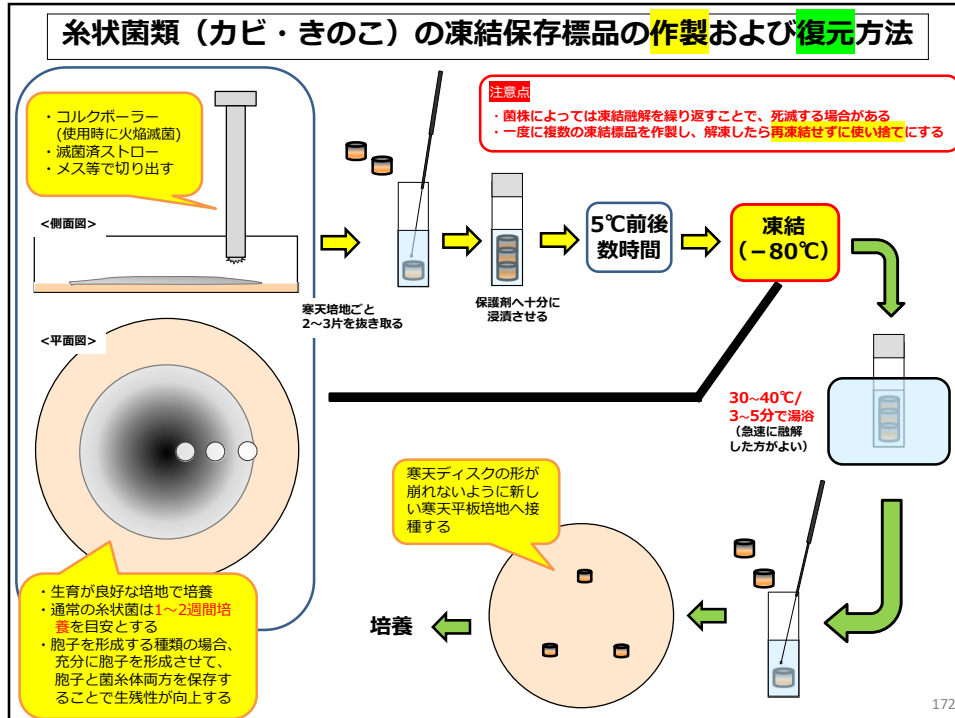 糸状菌類（カビ・きのこ）の凍結保存標品の作製および復元方法
・コルクボーラー
(使用時に火焔滅菌)
・滅菌済ストロー
・メス等で切り出す
注意点
・菌株によっては凍結融解を繰り返すことで、死滅する場合がある
・一度に複数の凍結標品を作製し、解凍したら再凍結せずに使い捨てにする
<側面図>
寒天培地ごと
2～3片を抜き取る
保護剤へ十分に
浸漬させる
5℃前後
数時間
凍結
（－80℃）
<平面図>
30~40℃/
3~5分で湯浴
（急速に融解
した方がよい）
寒天ディスクの形が
崩れないように新し
い寒天平板培地へ接
種する
培養
・生育が良好な培地で培養
・通常の糸状菌は1～2週間培
養を目安とする
・胞子を形成する種類の場合、
充分に胞子を形成させて、
胞子と菌糸体両方を保存す
ることで生残性が向上する
172